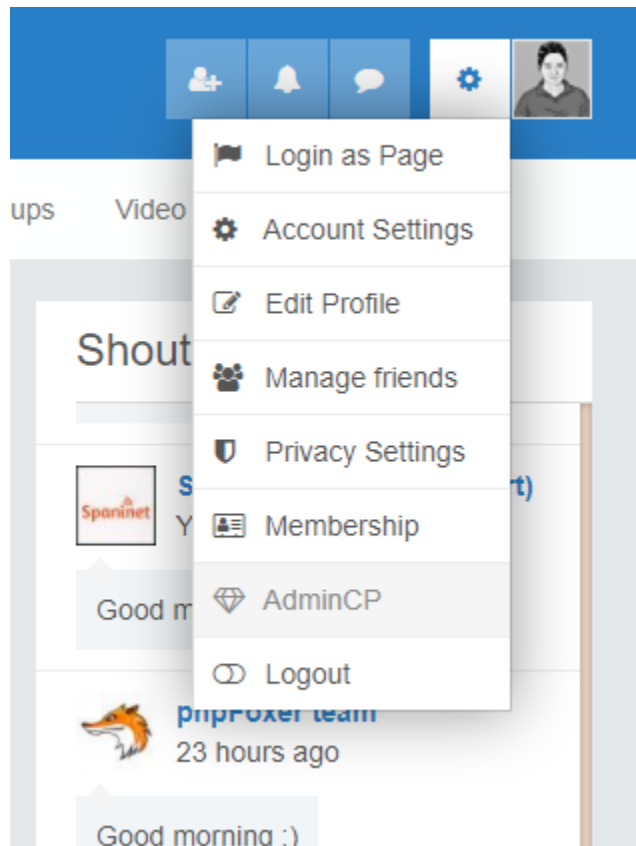 Login as Page
ups Video
Account Settings
Edit Profile
Shout
Manage friends
Privacy Settings
Spaninet
S t)
Y
Membership
AdminCP
Good m
Logout
phpFoxer team
23 hours ago
Good morning :)